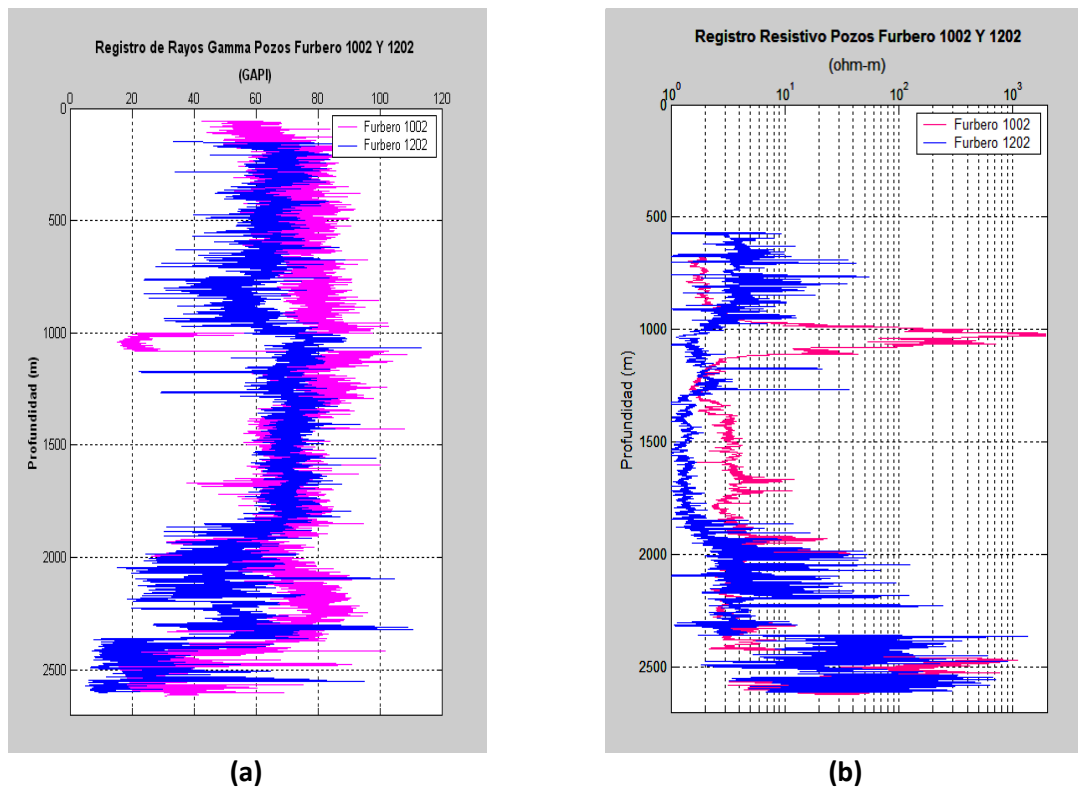 Registro de Rayos Gamma Pozos Furbero 1002 Y 1202
(GAPI)
0 20 40 60 80 100 120
0
500
1000
1500
2000
2500
Profundidad (m)
Furbero 1002
Furbero 1202
(a)
Registro Resistivo Pozos Furbero 1002 Y 1202
(ohm-m)
10^0 10^1 10^2 10^3
0
500
1000
1500
2000
2500
Profundidad (m)
Furbero 1002
Furbero 1202
(b)